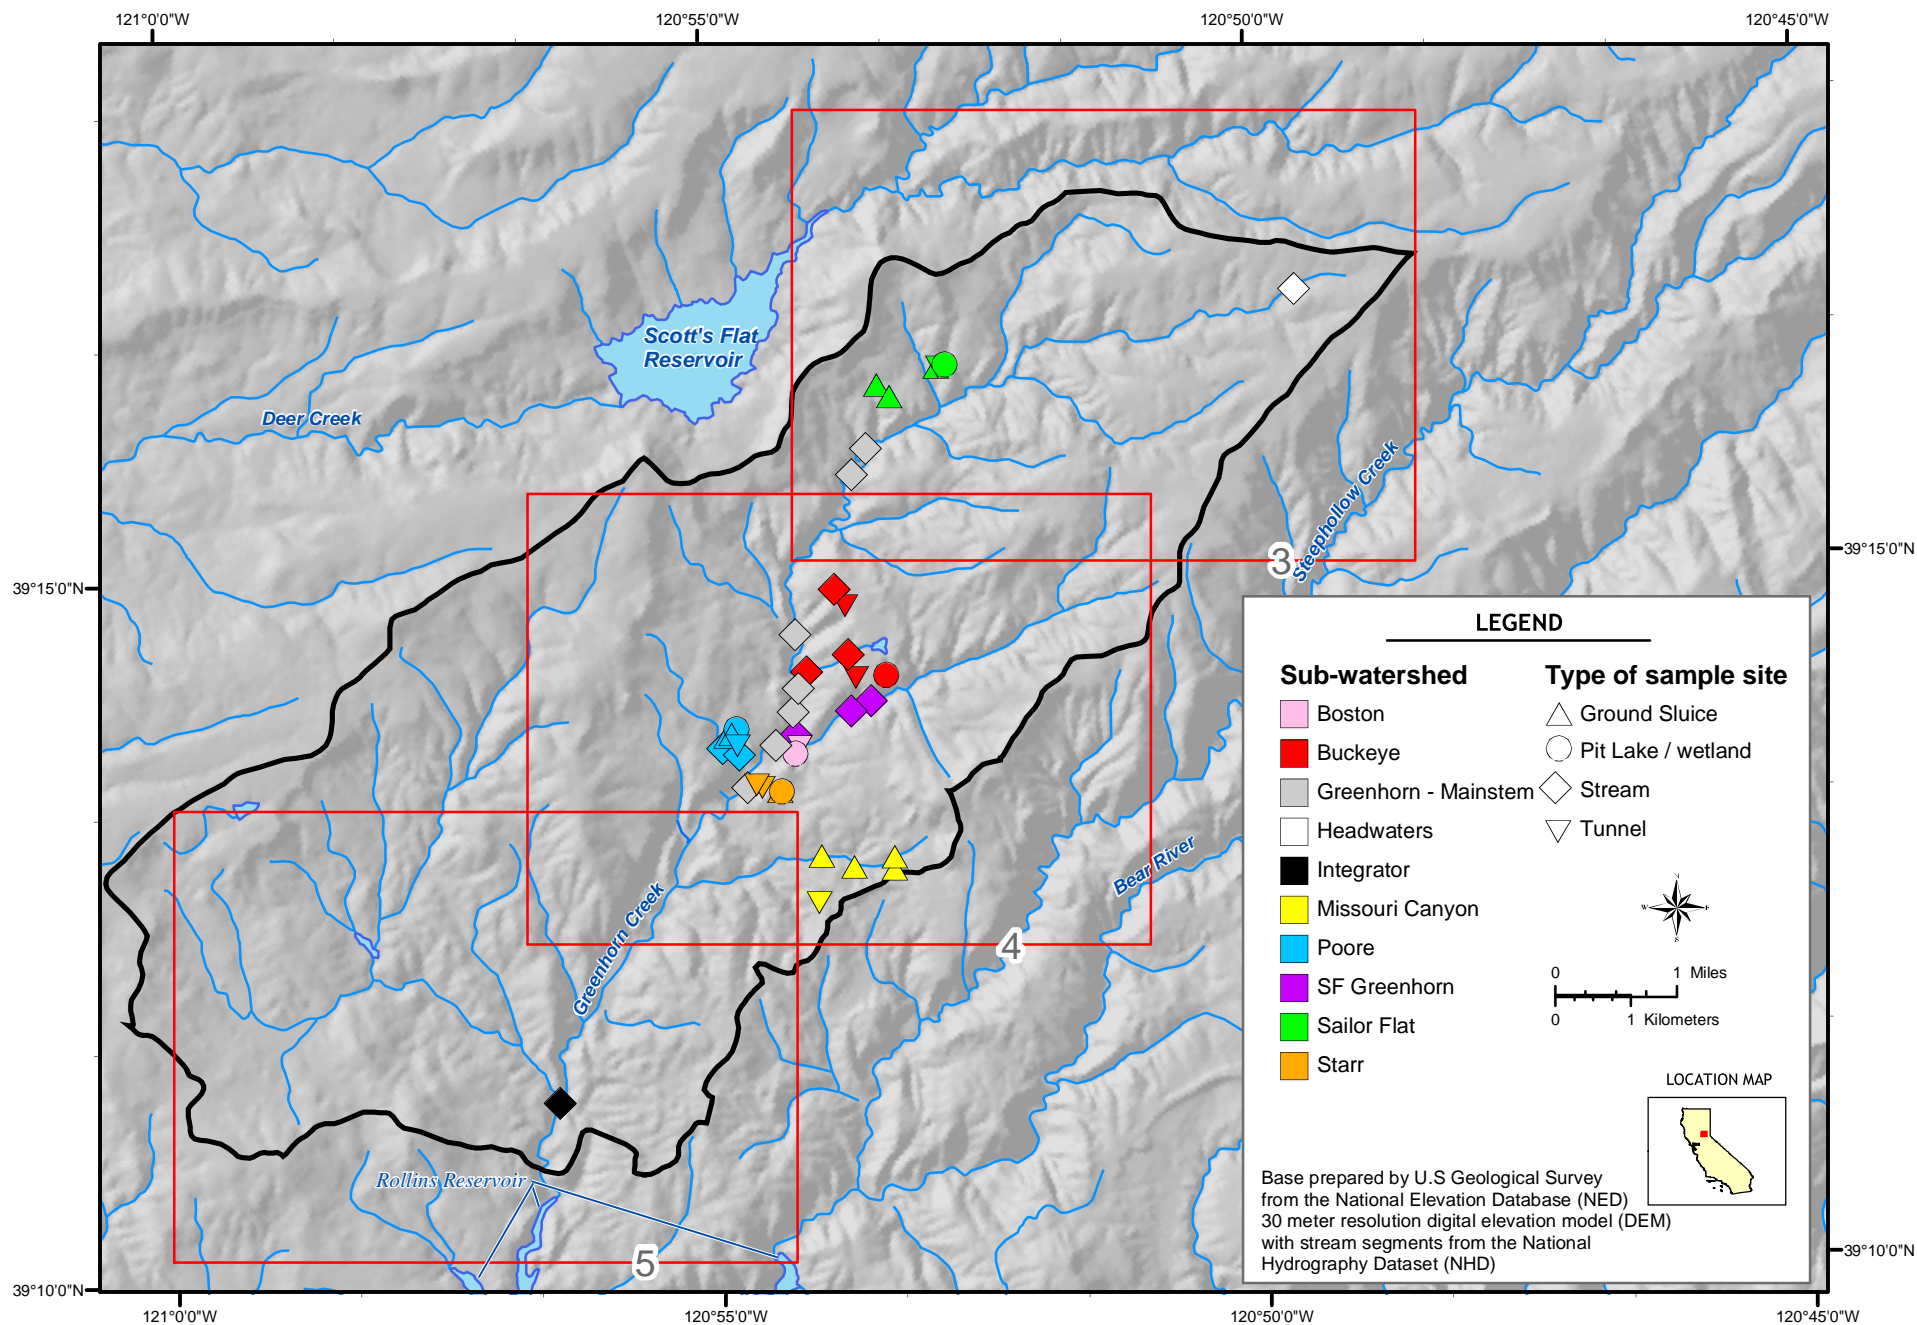 121°0'0"W
120°55'0"W
120°50'0"W
120°45'0"W
Scott's Flat
Reservoir
Deer Creek
Steephollow Creek
39°15'0"N
39°15'0"N
3
LEGEND
Sub-watershed
Type of sample site
Boston
Ground Sluice
Buckeye
Pit Lake / wetland
Greenhorn - Mainstem
Stream
Headwaters
Tunnel
Integrator
Missouri Canyon
Poore
SF Greenhorn
Sailor Flat
Starr
N
W
E
S
0 1 Miles
0 1 Kilometers
LOCATION MAP
Bear River
4
Greenhorn Creek
Rollins Reservoir
5
Base prepared by U.S Geological Survey
from the National Elevation Database (NED)
30 meter resolution digital elevation model (DEM)
with stream segments from the National
Hydrography Dataset (NHD)
39°10'0"N
39°10'0"N
121°0'0"W
120°55'0"W
120°50'0"W
120°45'0"W